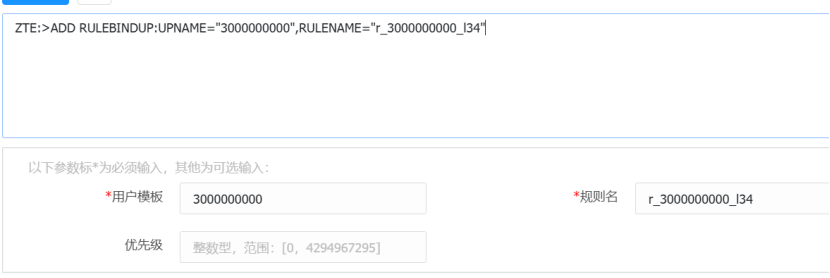 ZTE:>ADD RULEBINDUP:UPNAME="3000000000",RULENAME="r_3000000000_l34"
以下参数标*为必须输入，其他为可选输入：
*用户模板 3000000000 *规则名 r_3000000000_l34
优先级 整数型，范围：[0，4294967295]